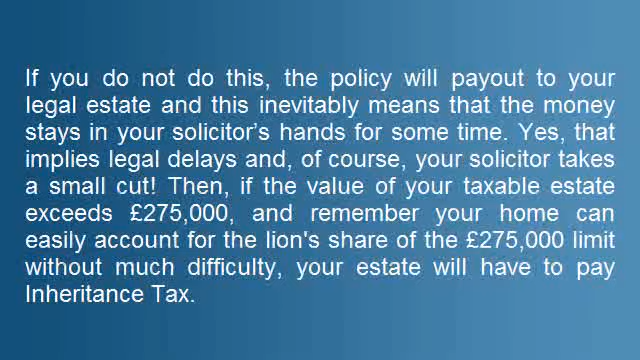 If you do not do this, the policy will payout to your
legal estate and this inevitably means that the money
stays in your solicitor's hands for some time. Yes, that
implies legal delays and, of course, your solicitor takes
a small cut! Then, if the value of your taxable estate
exceeds £275,000, and remember your home can
easily account for the lion's share of the £275,000 limit
without much difficulty, your estate will have to pay
Inheritance Tax.